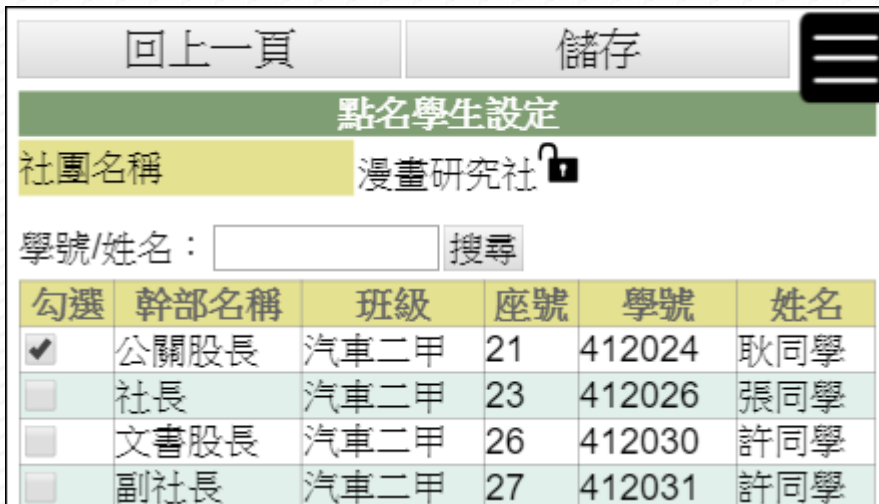 回上一頁 儲存
點名學生設定
社團名稱 漫畫研究社
學號/姓名： 搜尋
勾選 幹部名稱 班級 座號 學號 姓名
公關股長 汽車二甲 21 412024 耿同學
社長 汽車二甲 23 412026 張同學
文書股長 汽車二甲 26 412030 許同學
副社長 汽車二甲 27 412031 許同學